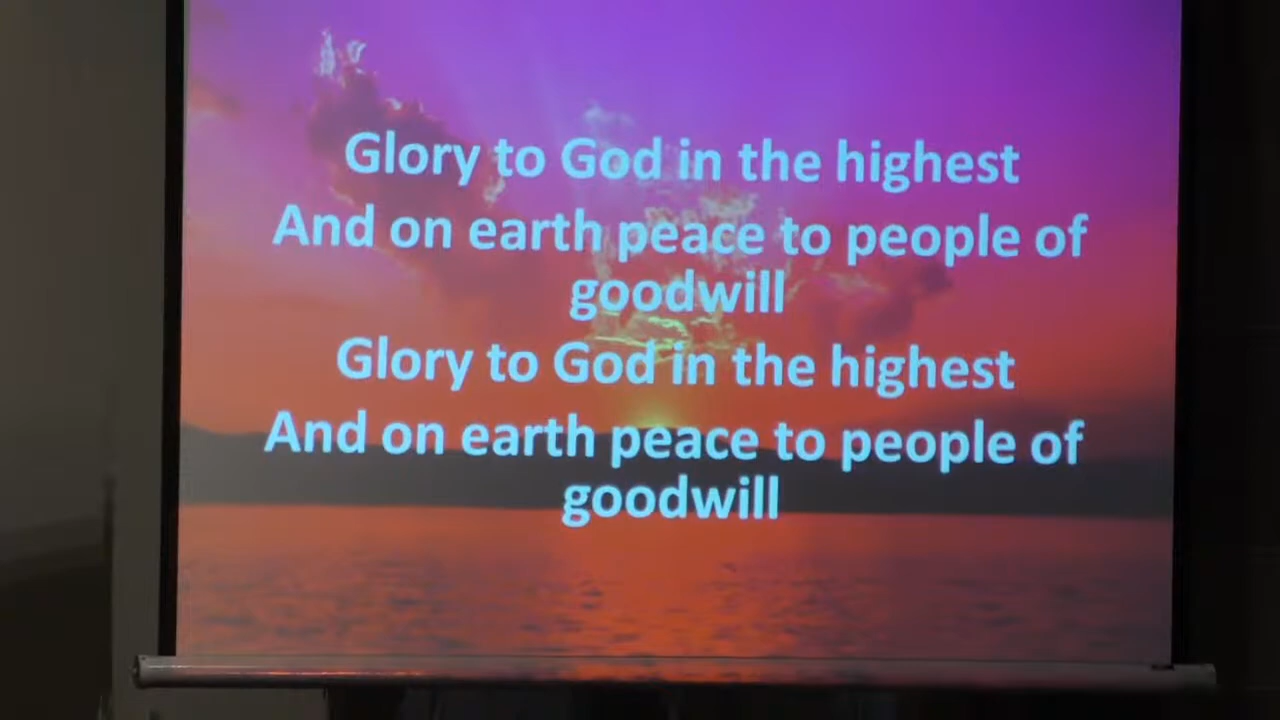 Glory to God in the highest
And on earth peace to people of
goodwill
Glory to God in the highest
And on earth peace to people of
goodwill